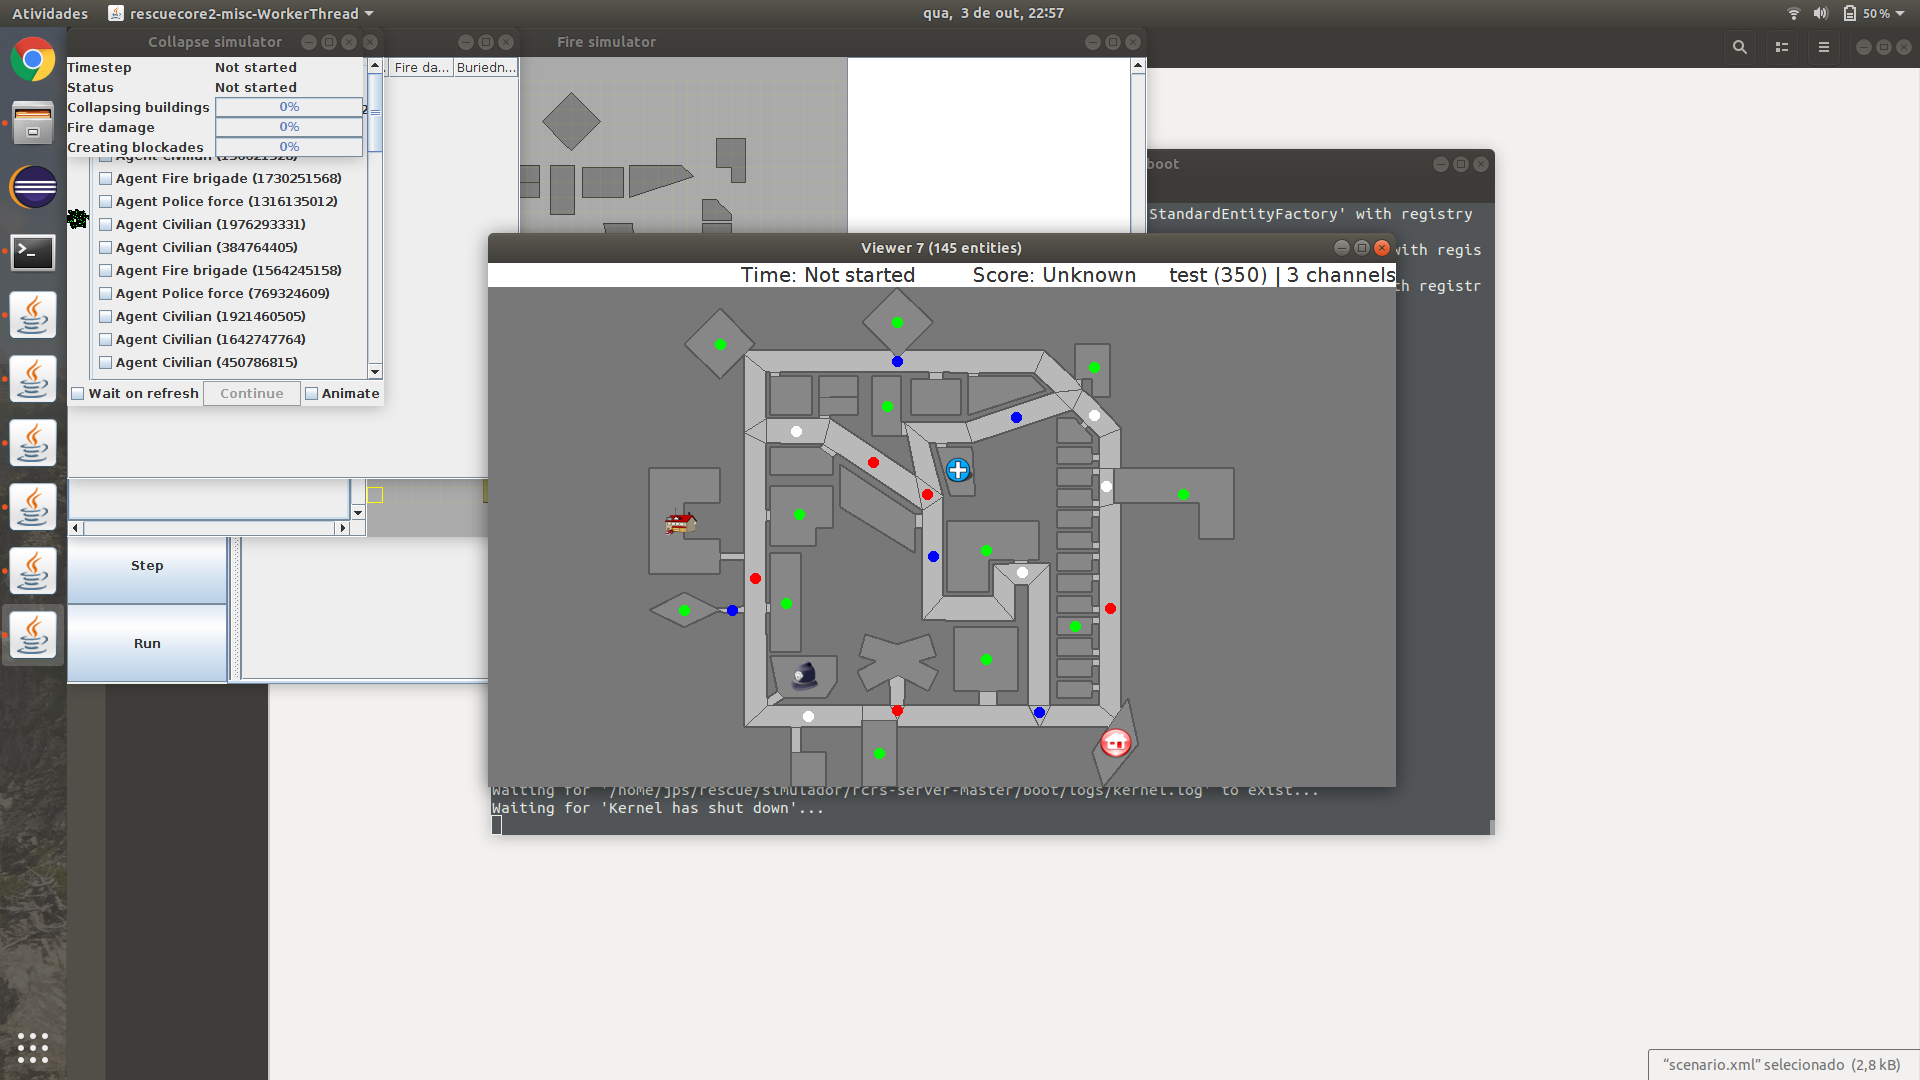 Atividades
rescuecore2-misc-WorkerThread
qua, 3 de out, 22:57
50 %
Collapse simulator
Fire simulator
Timestep Not started
Status Not started
Collapsing buildings 0%
Fire damage 0%
Creating blockades 0%
Fire da... Buriedn...
Agent Civilian (150021528)
Agent Fire brigade (1730251568)
Agent Police force (1316135012)
Agent Civilian (1976293331)
Agent Civilian (384764405)
Agent Fire brigade (1564245158)
Agent Police force (769324609)
Agent Civilian (1921460505)
Agent Civilian (1642747764)
Agent Civilian (450786815)
Wait on refresh Continue Animate
Step
Run
boot
StandardEntityFactory' with registry
with regis
th registr
Viewer 7 (145 entities)
Time: Not started Score: Unknown test (350) | 3 channels
Waiting for '/home/jps/rescue/simulador/rcrs-server-master/boot/logs/kernel.log' to exist...
Waiting for 'Kernel has shut down'...
“scenario.xml” selecionado (2,8 kB)